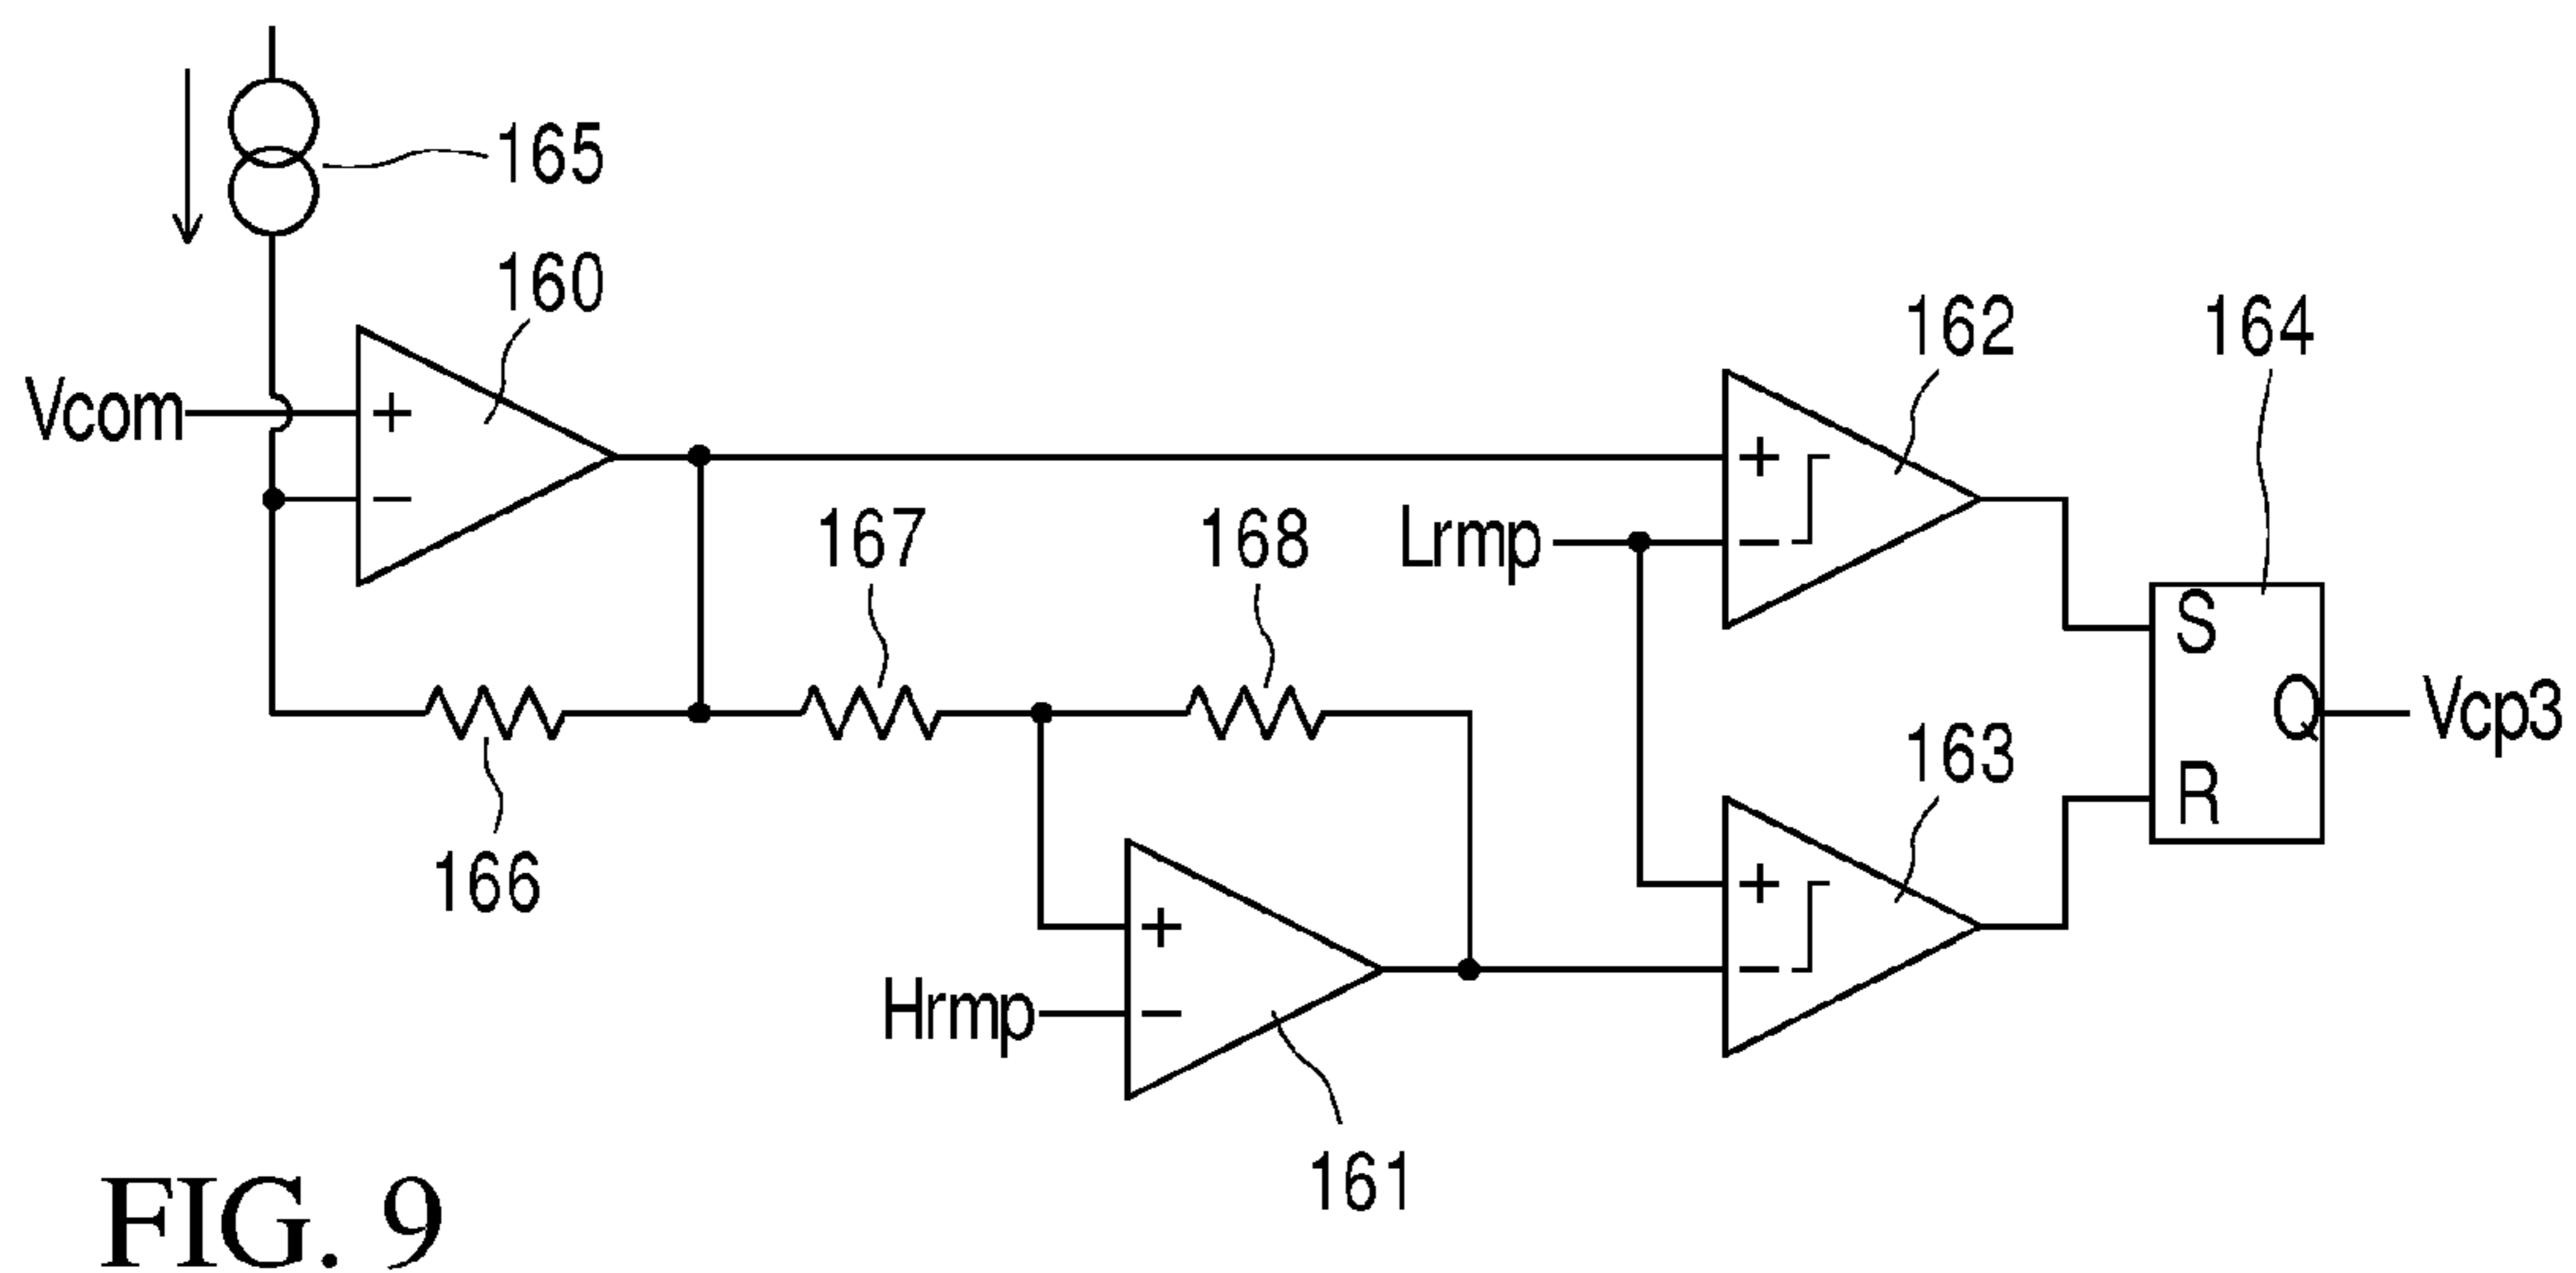 165
160
Vcom
+
−
162
164
167
168
Lrmp
+
−
S
Q
R
Vcp3
166
163
+
−
+
−
Hrmp
161
FIG. 9